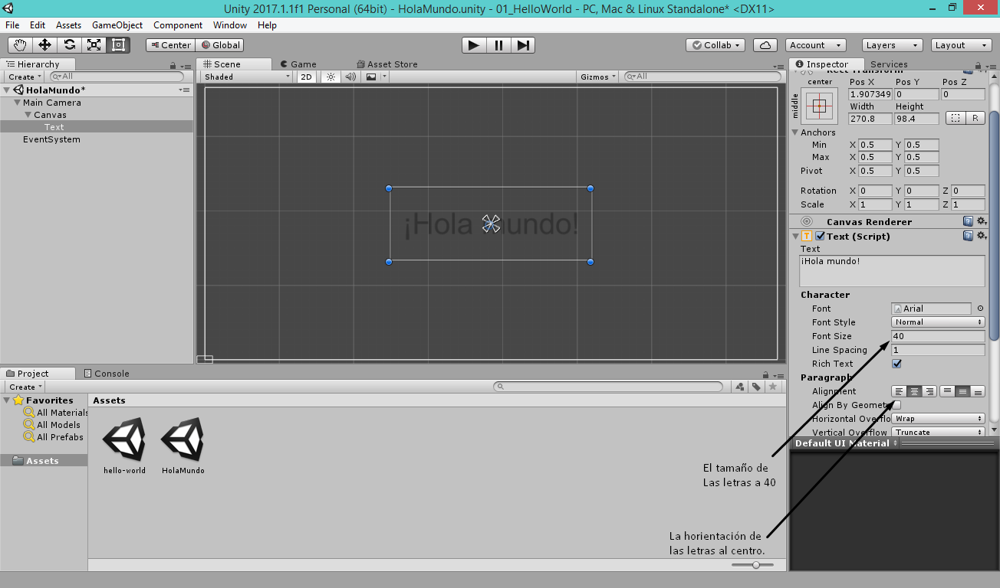 Unity 2017.1.1f1 Personal (64bit) - HolaMundo.unity - 01_HelloWorld - PC, Mac & Linux Standalone* <DX11>
File Edit Assets GameObject Component Window Help
Center Global Collab Account Layers Layout
Hierarchy
Create All
HolaMundo*
Main Camera
Canvas
Text
EventSystem
Scene Game Asset Store
Shaded 2D Gizmos All
¡Hola mundo!
Inspector Services
Rect Transform
center Pos X Pos Y Pos Z
middle 1.907349 0 0
Width Height
270.8 98.4 R
Anchors
Min X 0.5 Y 0.5
Max X 0.5 Y 0.5
Pivot X 0.5 Y 0.5
Rotation X 0 Y 0 Z 0
Scale X 1 Y 1 Z 1
Canvas Renderer
T Text (Script)
Text
¡Hola mundo!
Character
Font Arial
Font Style Normal
Font Size 40
Line Spacing 1
Rich Text
Paragraph
Alignment
Align By Geometr
Horizontal Overflo Wrap
Vertical Overflow Truncate
Default UI Material
Project Console
Create
Favorites
All Materials
All Models
All Prefabs
Assets
Assets
hello-world HolaMundo
El tamaño de
Las letras a 40
La horientación de
las letras al centro.